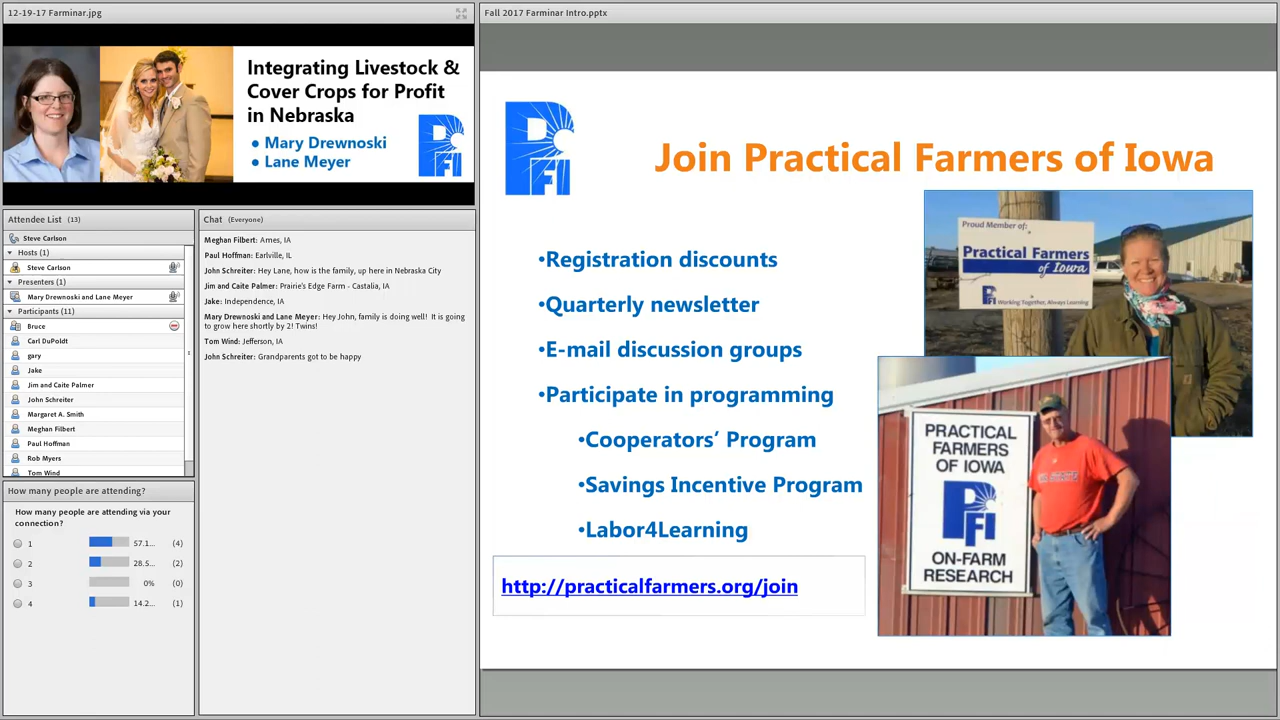 12-19-17 Farminar.jpg
Integrating Livestock &
Cover Crops for Profit
in Nebraska
• Mary Drewnoski
• Lane Meyer
PFI
Attendee List (13)
Steve Carlson
Hosts (1)
Steve Carlson
Presenters (1)
Mary Drewnoski and Lane Meyer
Participants (11)
Bruce
Carl DuPoldt
gary
Jake
Jim and Caite Palmer
John Schreiter
Margaret A. Smith
Meghan Filbert
Paul Hoffman
Rob Myers
Tom Wind
How many people are attending?
How many people are attending via your
connection?
1 57.1... (4)
2 28.5... (2)
3 0% (0)
4 14.2... (1)
Chat (Everyone)
Meghan Filbert: Ames, IA
Paul Hoffman: Earlville, IL
John Schreiter: Hey Lane, how is the family, up here in Nebraska City
Jim and Caite Palmer: Prairie's Edge Farm - Castalia, IA
Jake: Independence, IA
Mary Drewnoski and Lane Meyer: Hey John, family is doing well! It is going
to grow here shortly by 2! Twins!
Tom Wind: Jefferson, IA
John Schreiter: Grandparents got to be happy
Fall 2017 Farminar Intro.pptx
PFI
Join Practical Farmers of Iowa
•Registration discounts
•Quarterly newsletter
•E-mail discussion groups
•Participate in programming
•Cooperators' Program
•Savings Incentive Program
•Labor4Learning
http://practicalfarmers.org/join
Proud Member of:
Practical Farmers
of Iowa
PFI
Working Together, Always Learning
PRACTICAL
FARMERS
OF IOWA
PFI
ON-FARM
RESEARCH